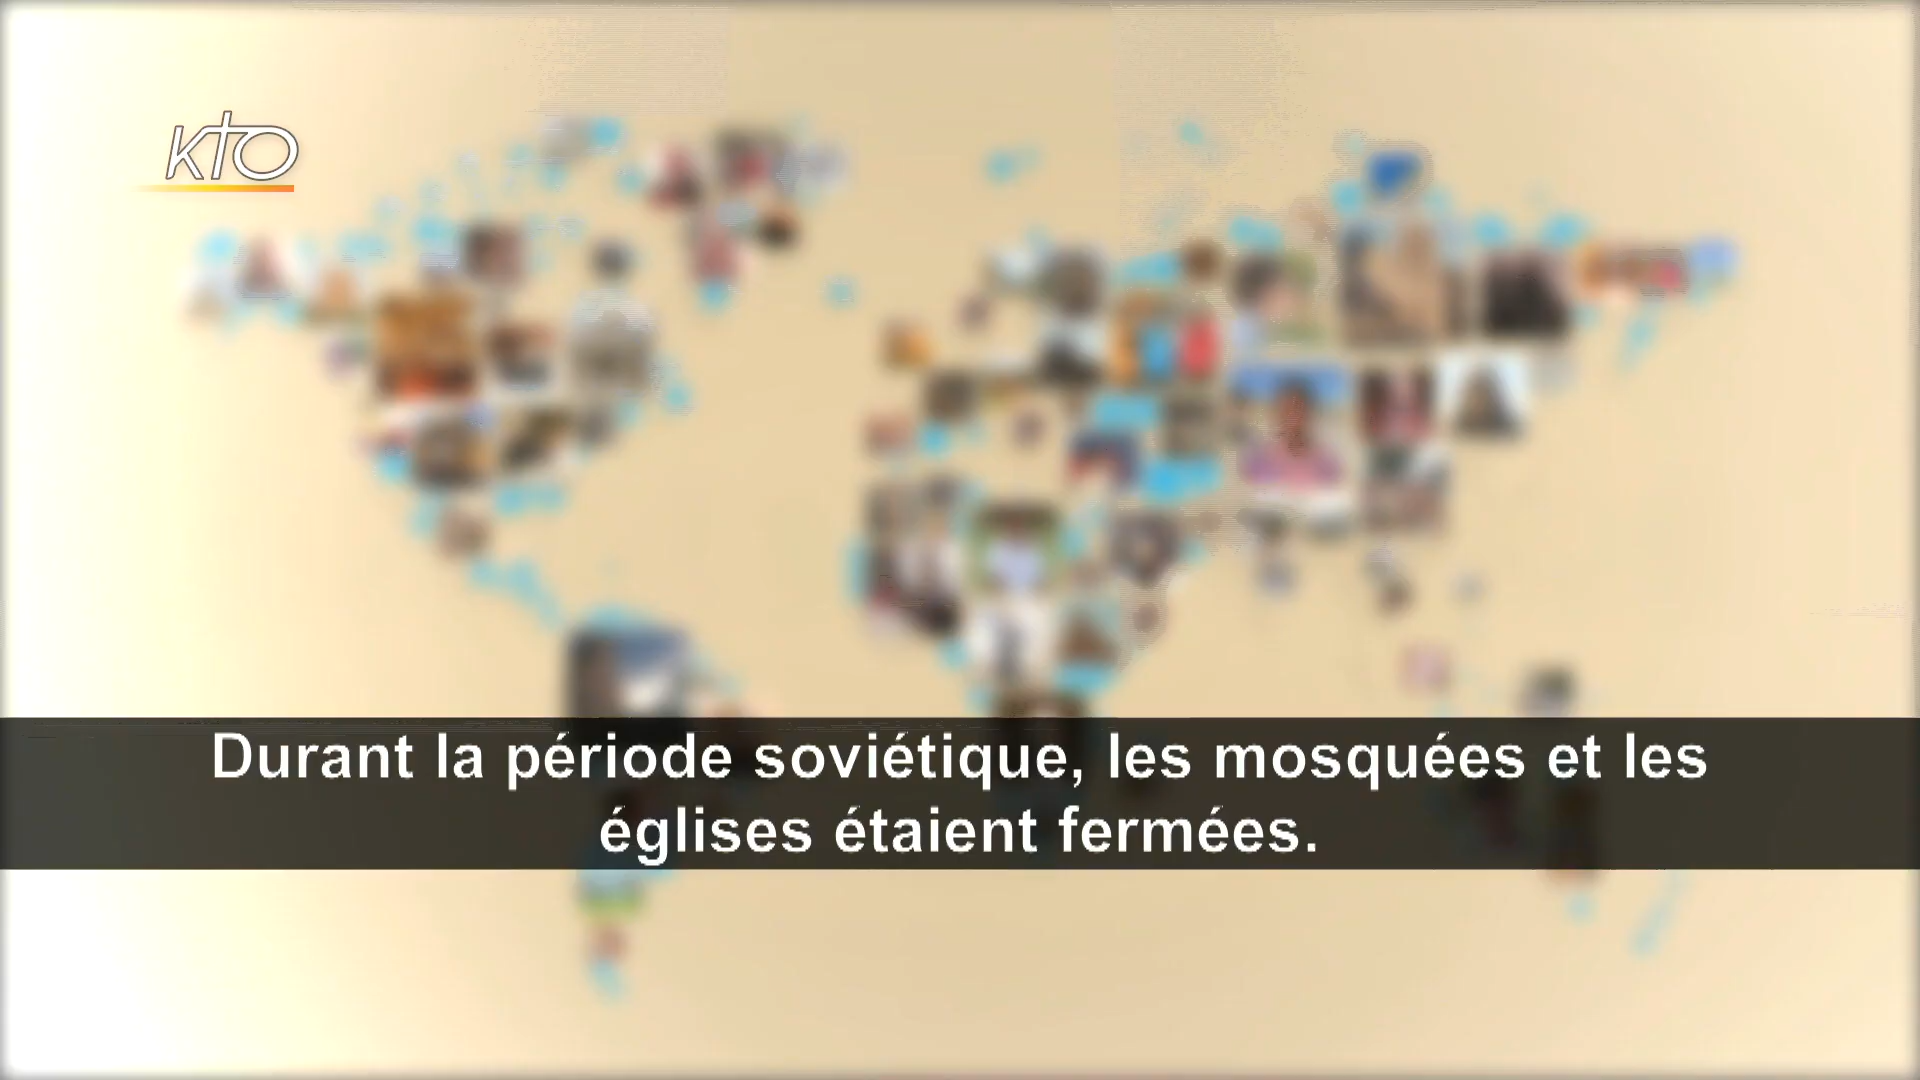 KTO
Durant la période soviétique, les mosquées et les
églises étaient fermées.